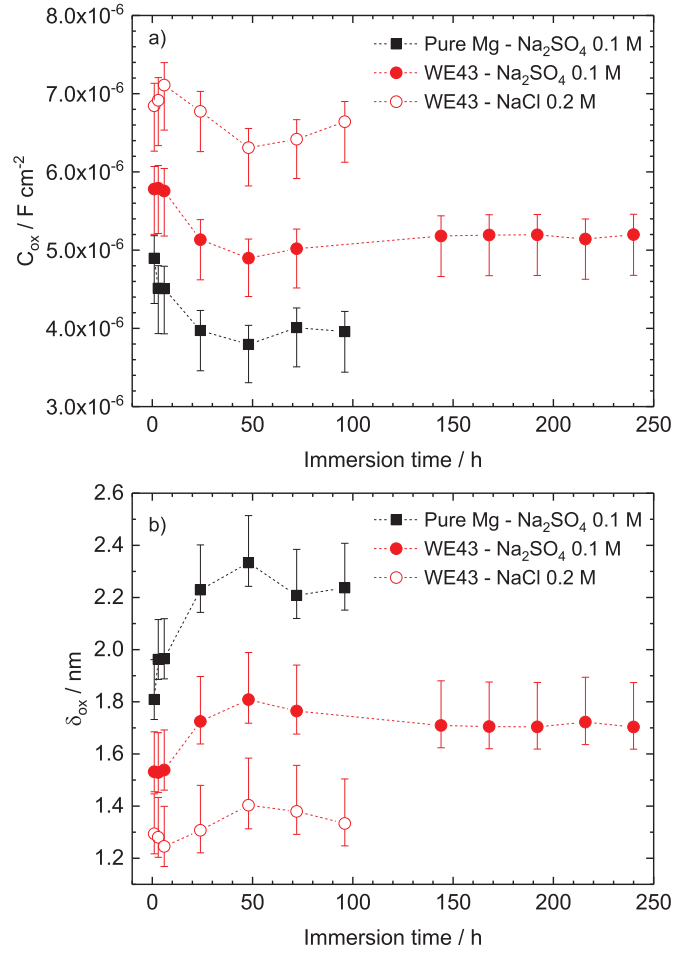 a)
Pure Mg - Na₂SO₄ 0.1 M
WE43 - Na₂SO₄ 0.1 M
WE43 - NaCl 0.2 M
8.0x10⁻⁶
7.0x10⁻⁶
6.0x10⁻⁶
5.0x10⁻⁶
4.0x10⁻⁶
3.0x10⁻⁶
C_ox / F cm⁻²
0 50 100 150 200 250
Immersion time / h
b)
Pure Mg - Na₂SO₄ 0.1 M
WE43 - Na₂SO₄ 0.1 M
WE43 - NaCl 0.2 M
2.6
2.4
2.2
2.0
1.8
1.6
1.4
1.2
δ_ox / nm
0 50 100 150 200 250
Immersion time / h